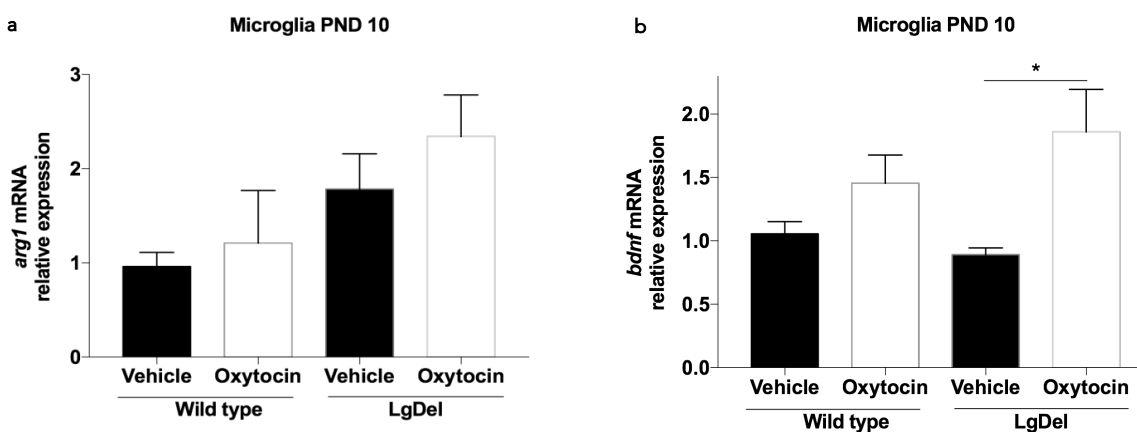 a
Microglia PND 10
arg1 mRNA
relative expression
3
2
1
0
Vehicle Oxytocin Vehicle Oxytocin
Wild type LgDel
b
Microglia PND 10
*
bdnf mRNA
relative expression
2.0
1.5
1.0
0.5
0.0
Vehicle Oxytocin Vehicle Oxytocin
Wild type LgDel